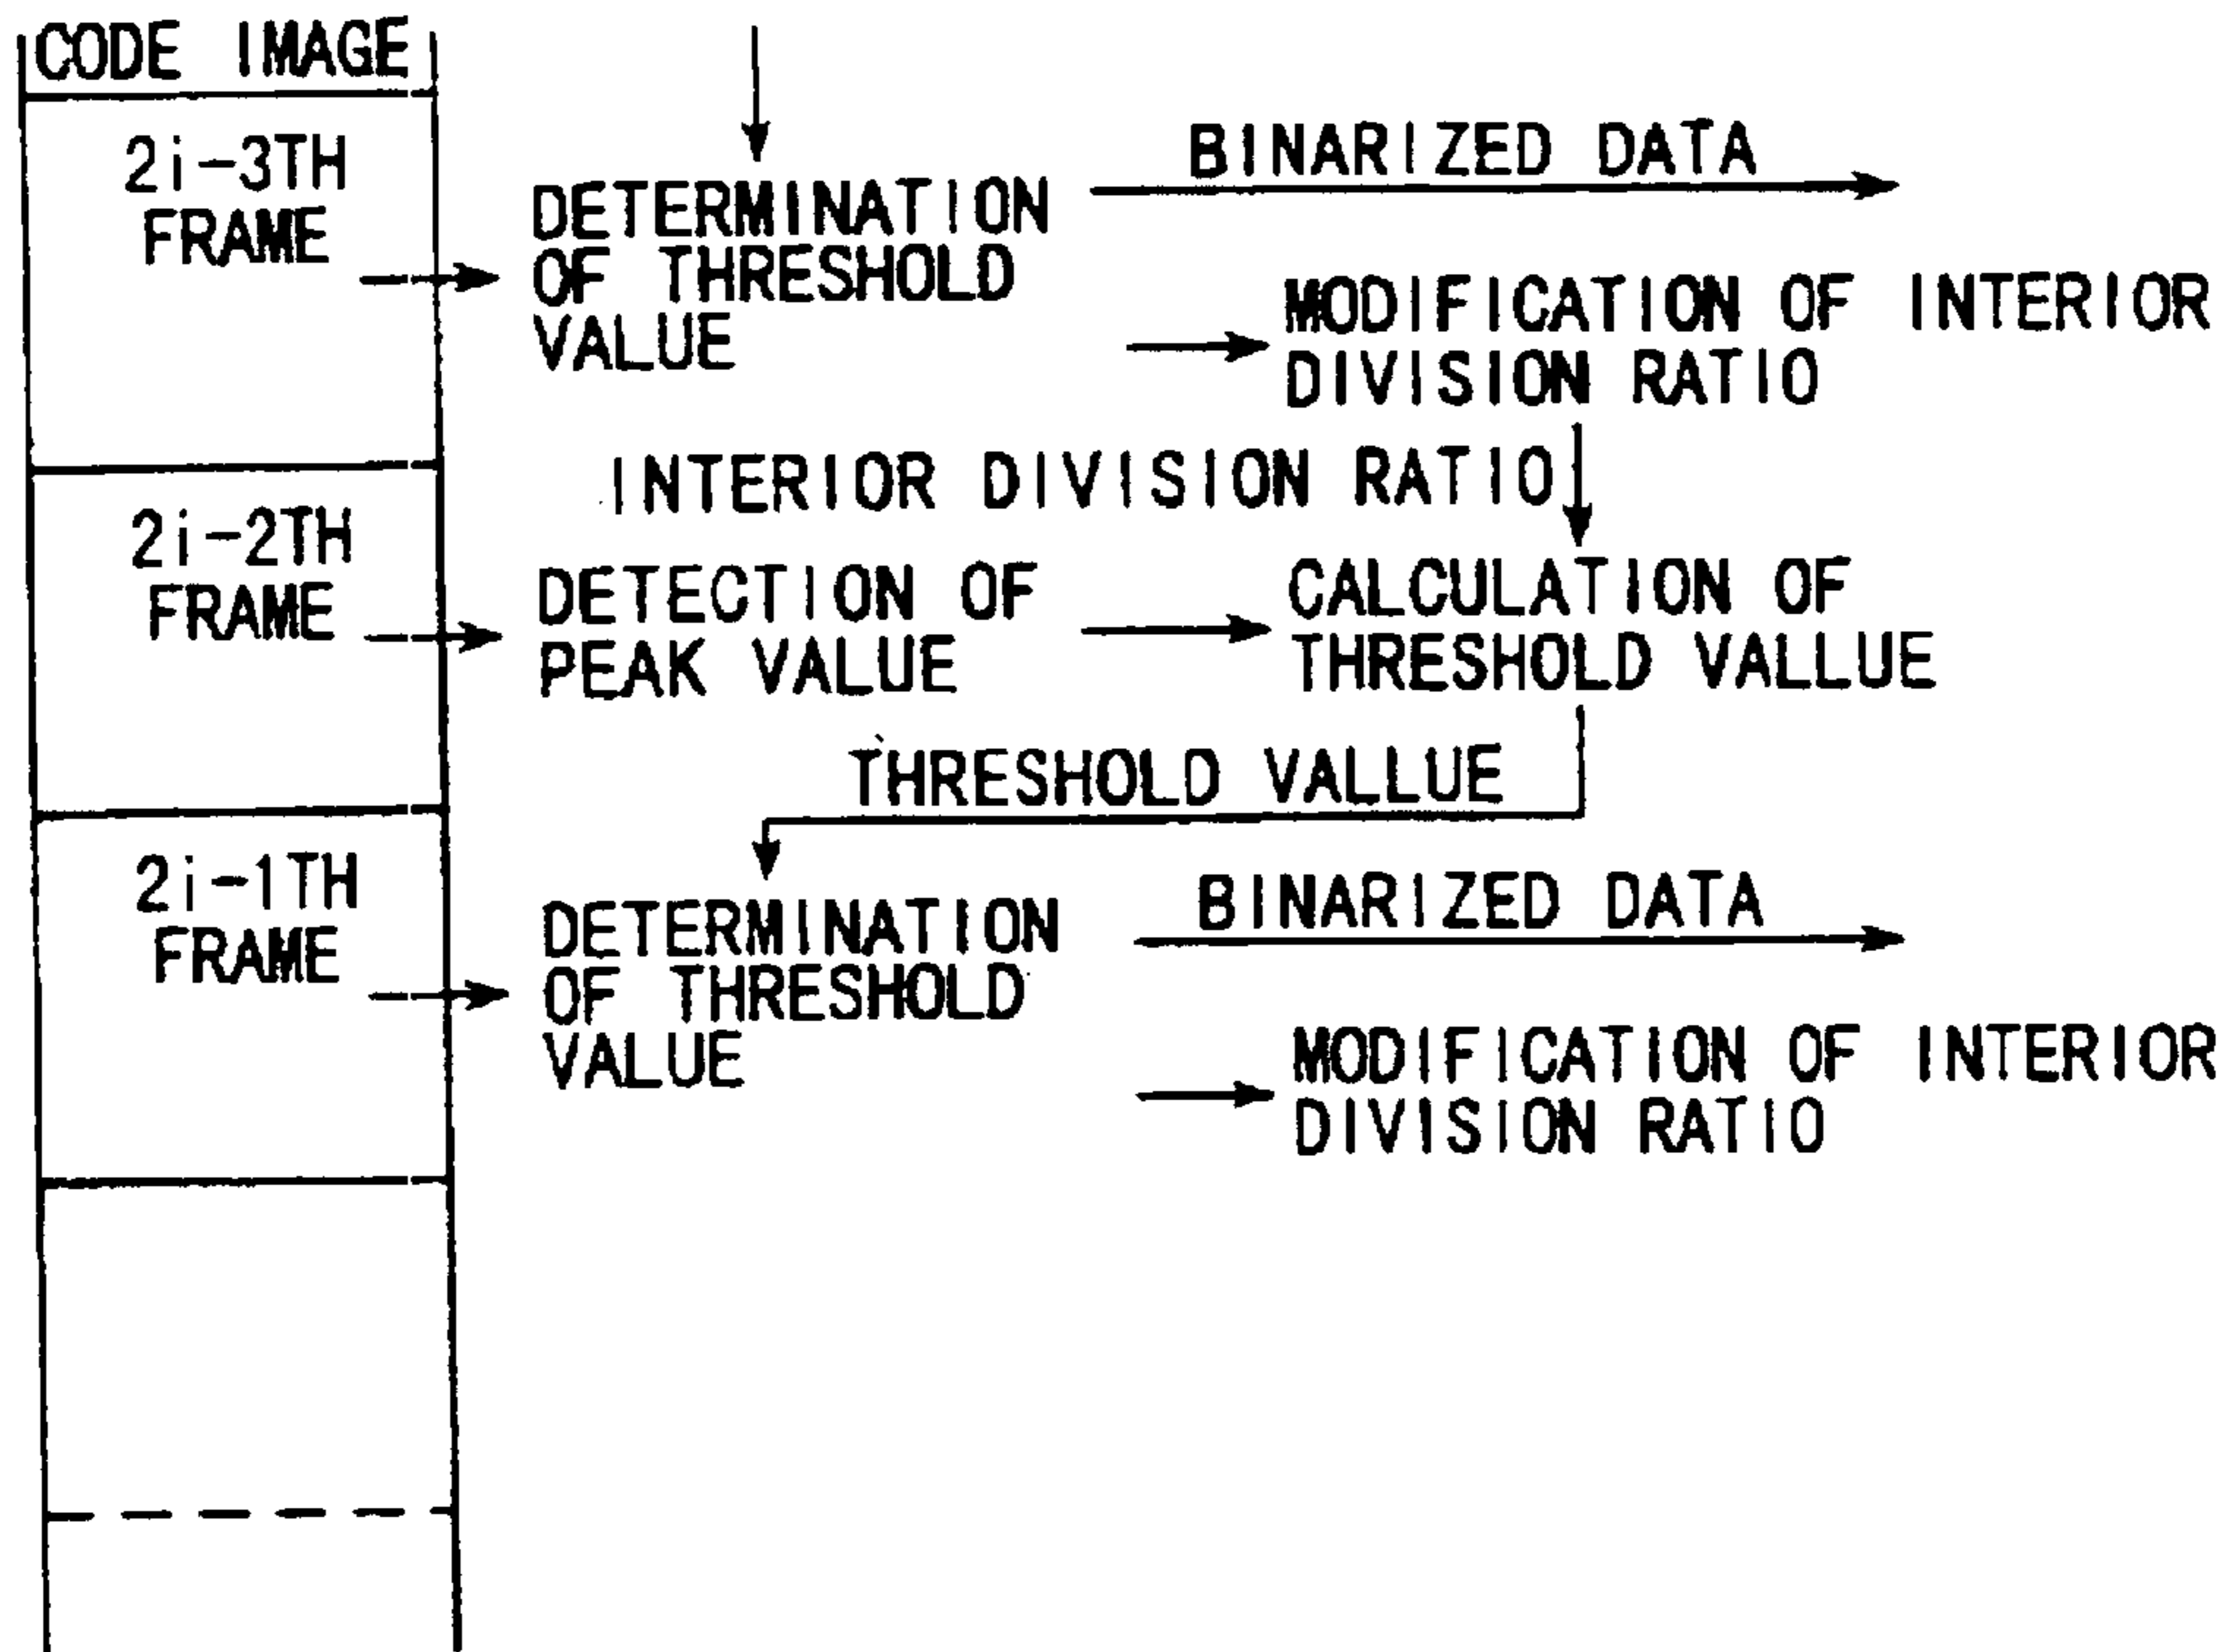 CODE IMAGE
2i-3TH
FRAME
DETERMINATION
OF THRESHOLD
VALUE
BINARIZED DATA
MODIFICATION OF INTERIOR
DIVISION RATIO
INTERIOR DIVISION RATIO
2i-2TH
FRAME
DETECTION OF
PEAK VALUE
CALCULATION OF
THRESHOLD VALLUE
THRESHOLD VALLUE
2i-1TH
FRAME
DETERMINATION
OF THRESHOLD
VALUE
BINARIZED DATA
MODIFICATION OF INTERIOR
DIVISION RATIO